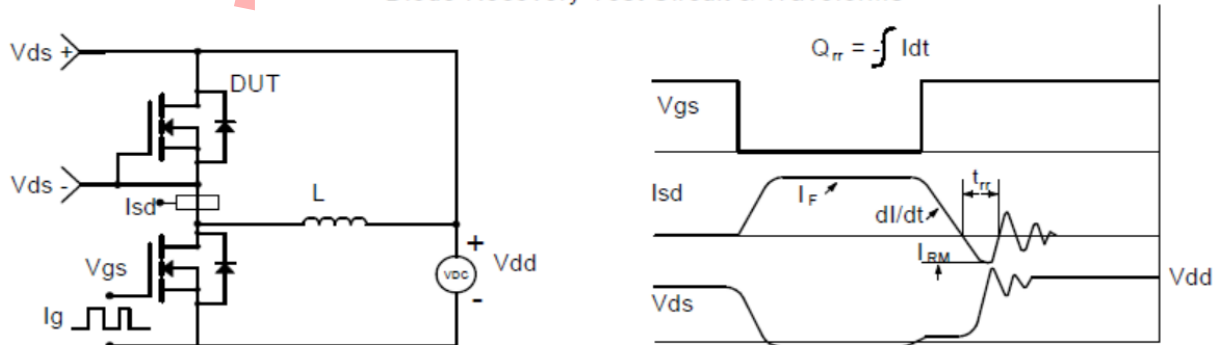 Vds +
DUT
Vds -
Isd
L
Vgs
Ig
+
VDC
-
Vdd
Qrr = -∫ Idt
Vgs
Isd
IF
trr
dI/dt
IRM
Vds
Vdd